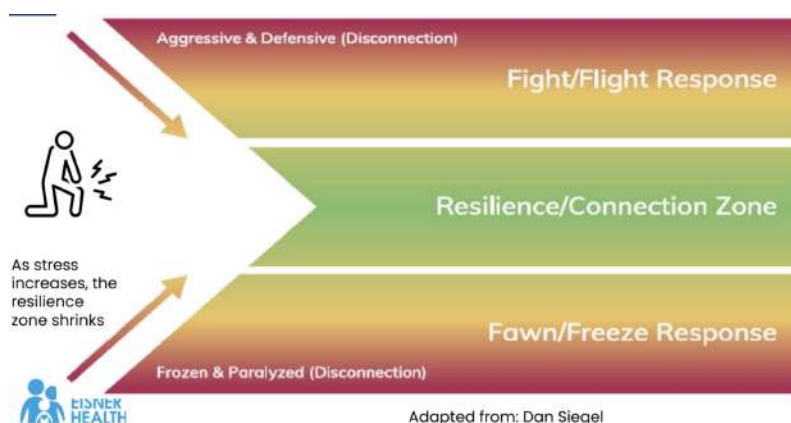 Aggressive & Defensive (Disconnection)
Fight/Flight Response
Resilience/Connection Zone
As stress
increases, the
resilience
zone shrinks
Fawn/Freeze Response
Frozen & Paralyzed (Disconnection)
EISNER
HEALTH
Adapted from: Dan Siegel